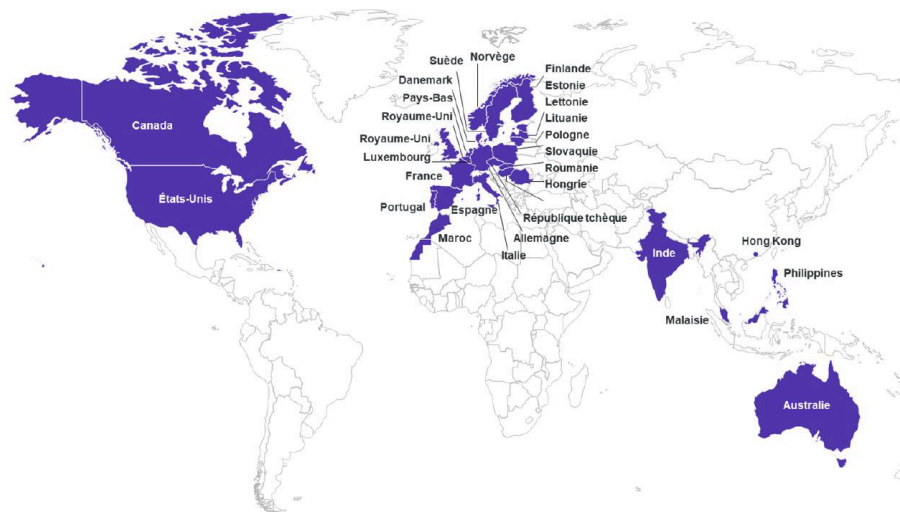 Norvège
Suède
Finlande
Danemark
Estonie
Pays-Bas
Lettonie
Royaume-Uni
Lituanie
Pologne
Royaume-Uni
Slovaquie
Luxembourg
Roumanie
France
Hongrie
Portugal
Espagne
République tchèque
Maroc
Allemagne
Italie
Canada
États-Unis
Inde
Hong Kong
Philippines
Malaisie
Australie